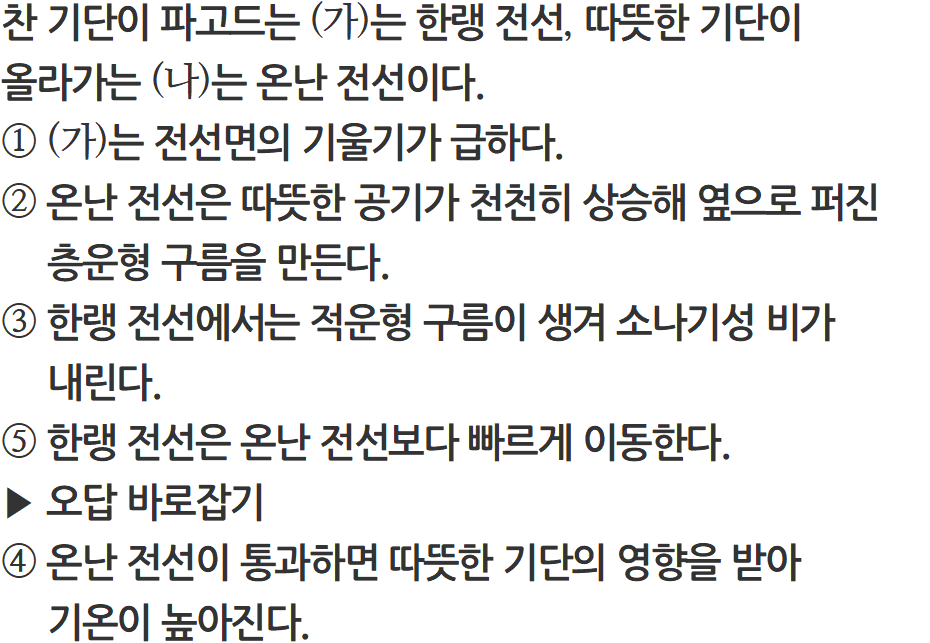 찬 기단이 파고드는 (가)는 한랭 전선, 따뜻한 기단이
올라가는 (나)는 온난 전선이다.
① (가)는 전선면의 기울기가 급하다.
② 온난 전선은 따뜻한 공기가 천천히 상승해 옆으로 퍼진
층운형 구름을 만든다.
③ 한랭 전선에서는 적운형 구름이 생겨 소나기성 비가
내린다.
⑤ 한랭 전선은 온난 전선보다 빠르게 이동한다.
▶ 오답 바로잡기
④ 온난 전선이 통과하면 따뜻한 기단의 영향을 받아
기온이 높아진다.